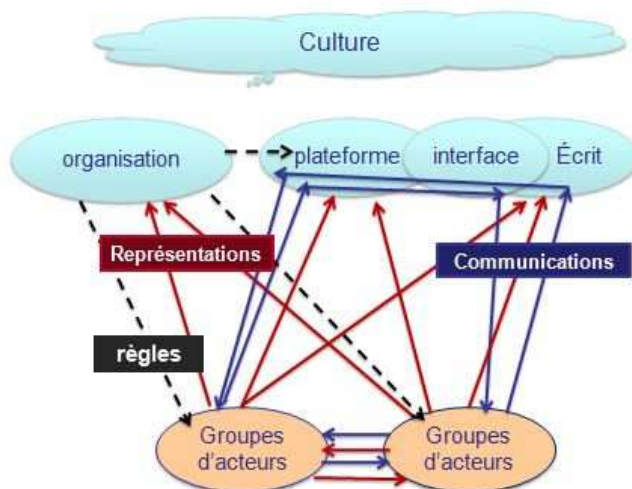 Culture
organisation
plateforme
interface
Écrit
Représentations
Communications
règles
Groupes
d'acteurs
Groupes
d'acteurs